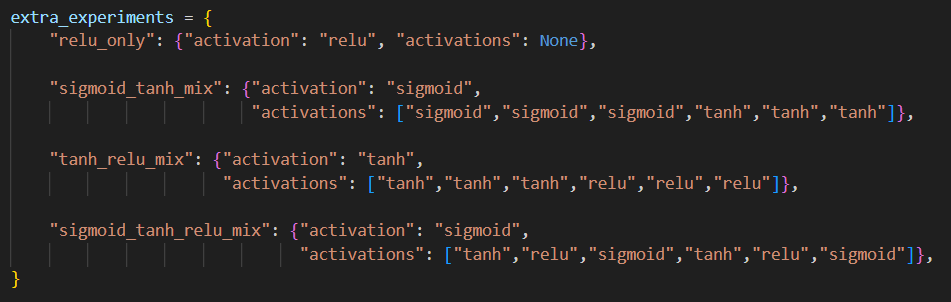 extra_experiments = {
"relu_only": {"activation": "relu", "activations": None},
"sigmoid_tanh_mix": {"activation": "sigmoid",
"activations": ["sigmoid","sigmoid","sigmoid","tanh","tanh","tanh"]},
"tanh_relu_mix": {"activation": "tanh",
"activations": ["tanh","tanh","tanh","relu","relu","relu"]},
"sigmoid_tanh_relu_mix": {"activation": "sigmoid",
"activations": ["tanh","relu","sigmoid","tanh","relu","sigmoid"]},
}